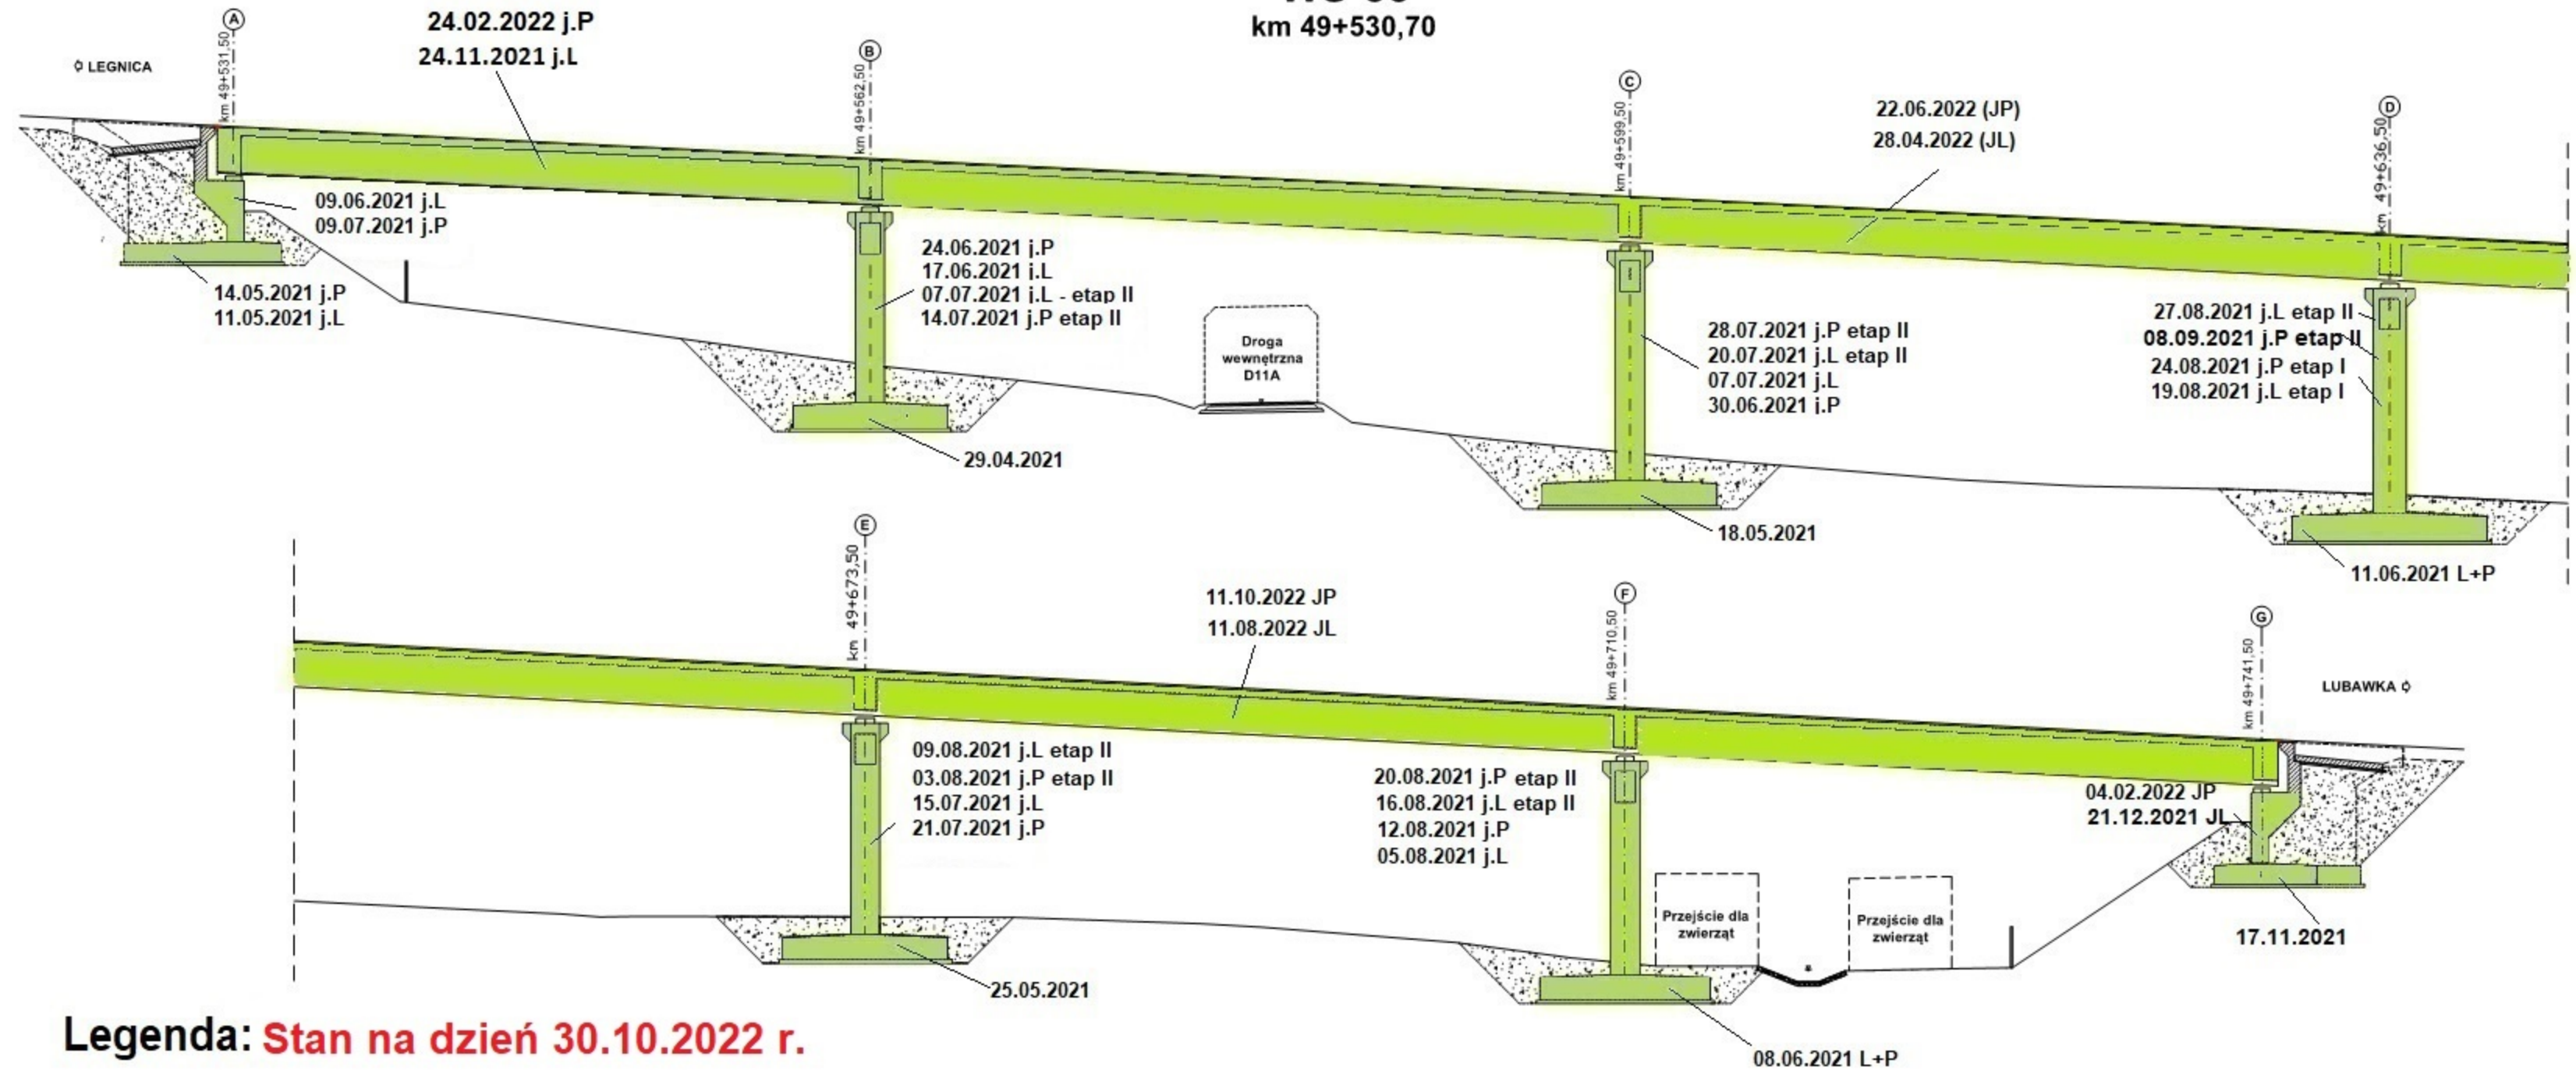 km 49+530,70
A
24.02.2022 j.P
24.11.2021 j.L
LEGNICA
km 49+531,50
B
km 49+562,50
C
km 49+599,50
D
km 49+636,50
22.06.2022 (JP)
28.04.2022 (JL)
09.06.2021 j.L
09.07.2021 j.P
14.05.2021 j.P
11.05.2021 j.L
24.06.2021 j.P
17.06.2021 j.L
07.07.2021 j.L - etap II
14.07.2021 j.P etap II
29.04.2021
Droga
wewnętrzna
D11A
28.07.2021 j.P etap II
20.07.2021 j.L etap II
07.07.2021 j.L
30.06.2021 j.P
18.05.2021
27.08.2021 j.L etap II
08.09.2021 j.P etap II
24.08.2021 j.P etap I
19.08.2021 j.L etap I
11.06.2021 L+P
E
km 49+673,50
11.10.2022 JP
11.08.2022 JL
F
km 49+710,50
G
km 49+741,50
LUBAWKA
09.08.2021 j.L etap II
03.08.2021 j.P etap II
15.07.2021 j.L
21.07.2021 j.P
25.05.2021
20.08.2021 j.P etap II
16.08.2021 j.L etap II
12.08.2021 j.P
05.08.2021 j.L
Przejście dla
zwierząt
Przejście dla
zwierząt
04.02.2022 JP
21.12.2021 JL
17.11.2021
08.06.2021 L+P
Legenda: Stan na dzień 30.10.2022 r.